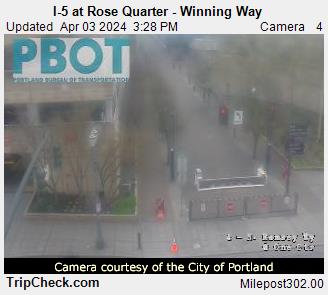 I-5 at Rose Quarter - Winning Way
Updated Apr 03 2024 3:28 PM Camera 4
PBOT
PORTLAND BUREAU OF TRANSPORTATION
Camera courtesy of the City of Portland
TripCheck.com Milepost302.00